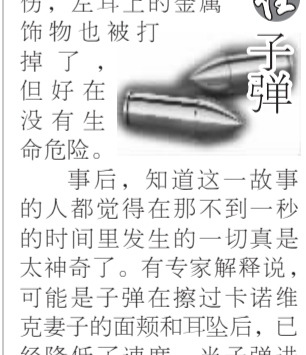 伤，左耳上的金属
饰物也被打
掉了，
但好在
没有生
命危险。
事后，知道这一故事
的人都觉得在那不到一秒
的时间里发生的一切真是
太神奇了。有专家解释说，
可能是子弹在擦过卡诺维
克妻子的面颊和耳坠后，已
经降低了速度，当子弹进
子弹